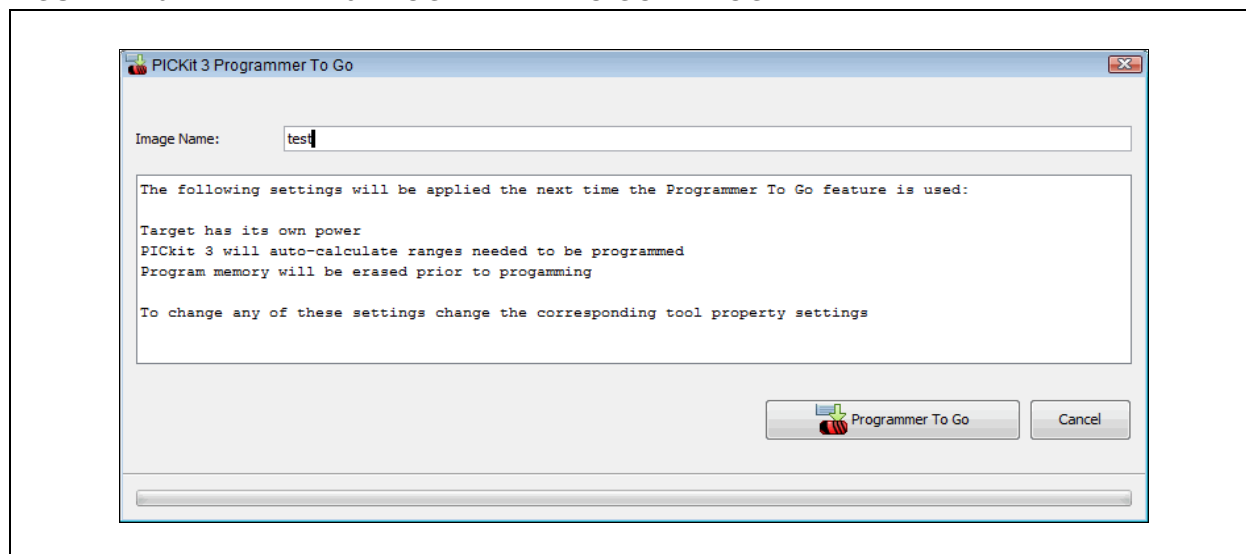 PICKit 3 Programmer To Go
Image Name: test
The following settings will be applied the next time the Programmer To Go feature is used:
Target has its own power
PICkit 3 will auto-calculate ranges needed to be programmed
Program memory will be erased prior to progamming
To change any of these settings change the corresponding tool property settings
Programmer To Go Cancel